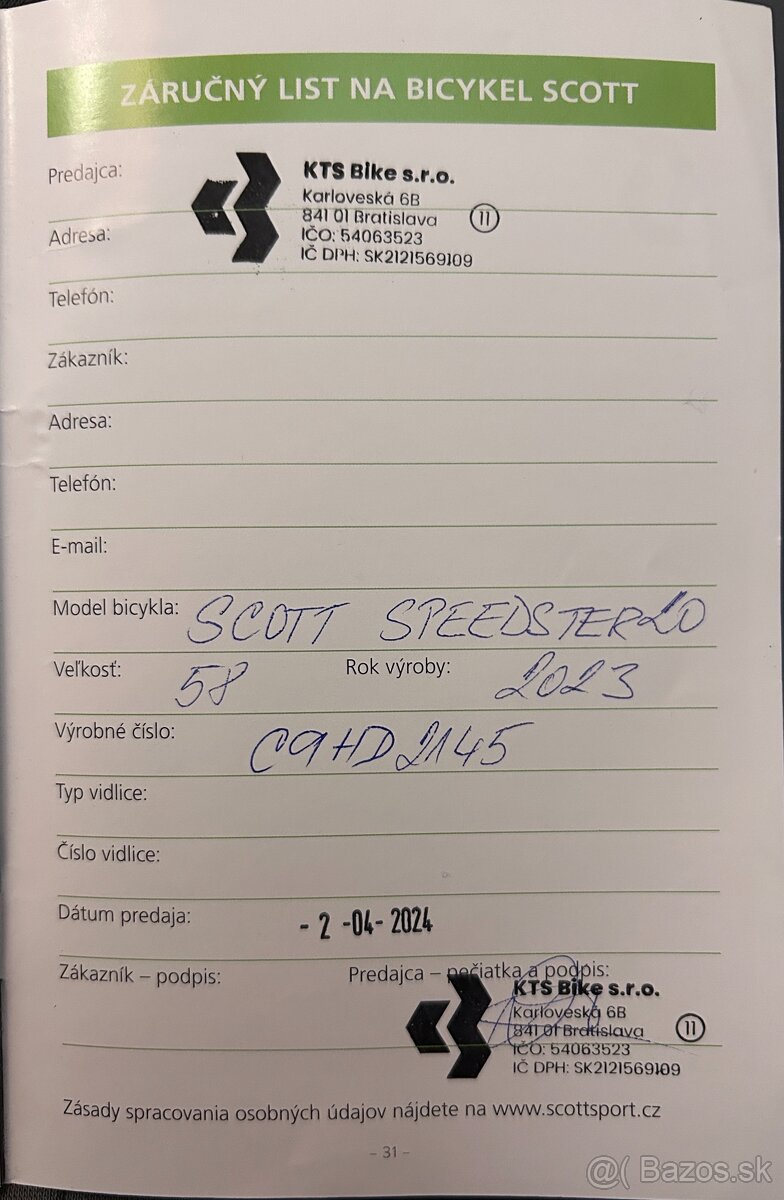 ZÁRUČNÝ LIST NA BICYKEL SCOTT
Predajca:
KTS Bike s.r.o.
Karloveská 6B
841 01 Bratislava
11
Adresa:
IČO: 54063523
IČ DPH: SK2121569109
Telefón:
Zákazník:
Adresa:
Telefón:
E-mail:
Model bicykla: SCOTT SPEEDSTER 20
Veľkosť: 58 Rok výroby: 2023
Výrobné číslo: C9HD2145
Typ vidlice:
Číslo vidlice:
Dátum predaja: - 2 -04- 2024
Zákazník – podpis: Predajca – pečiatka a podpis:
KTS Bike s.r.o.
Karloveská 6B
841 01 Bratislava
11
IČO: 54063523
IČ DPH: SK2121569109
Zásady spracovania osobných údajov nájdete na www.scottsport.cz
– 31 –
@( Bazos.sk